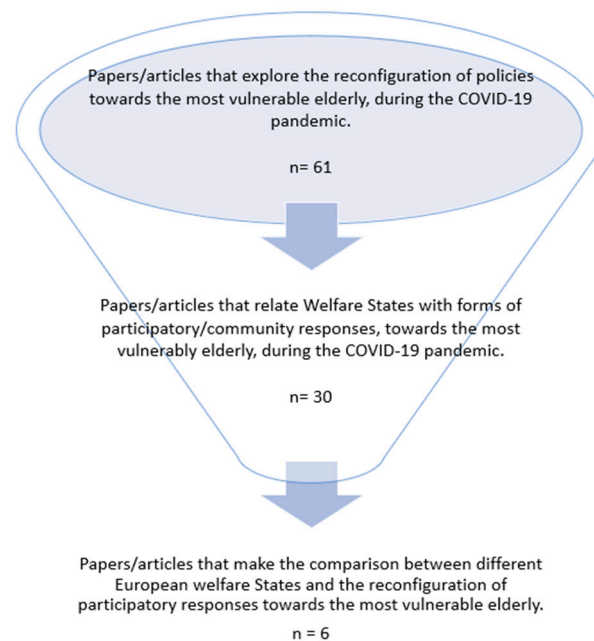 Papers/articles that explore the reconfiguration of policies
towards the most vulnerable elderly, during the COVID-19
pandemic.
n= 61
Papers/articles that relate Welfare States with forms of
participatory/community responses, towards the most
vulnerably elderly, during the COVID-19 pandemic.
n= 30
Papers/articles that make the comparison between different
European welfare States and the reconfiguration of
participatory responses towards the most vulnerable elderly.
n = 6